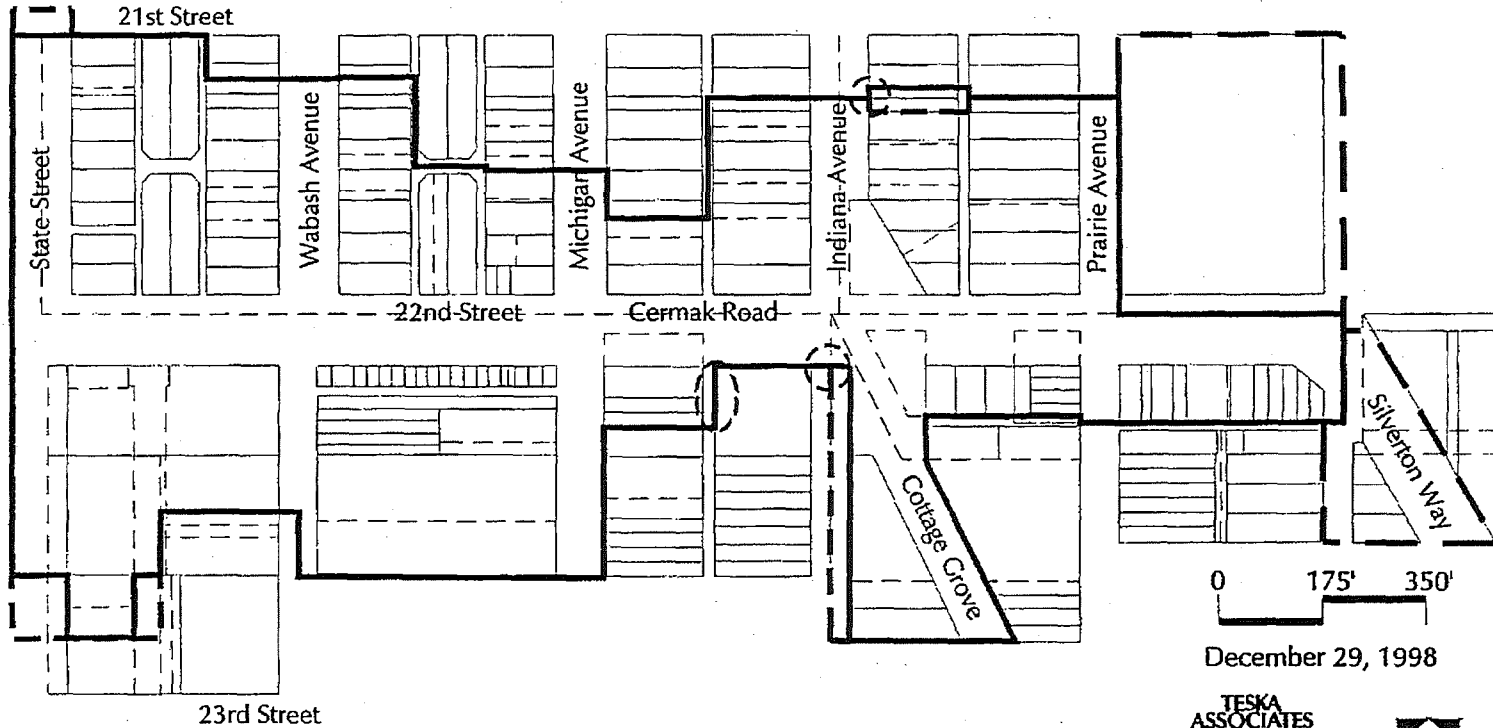 21st Street
State Street
Wabash Avenue
Michigan Avenue
Indiana Avenue
Prairie Avenue
22nd Street
Cermak Road
Silverton Way
Cottage Grove
0 175' 350'
December 29, 1998
23rd Street
TESKA
ASSOCIATES